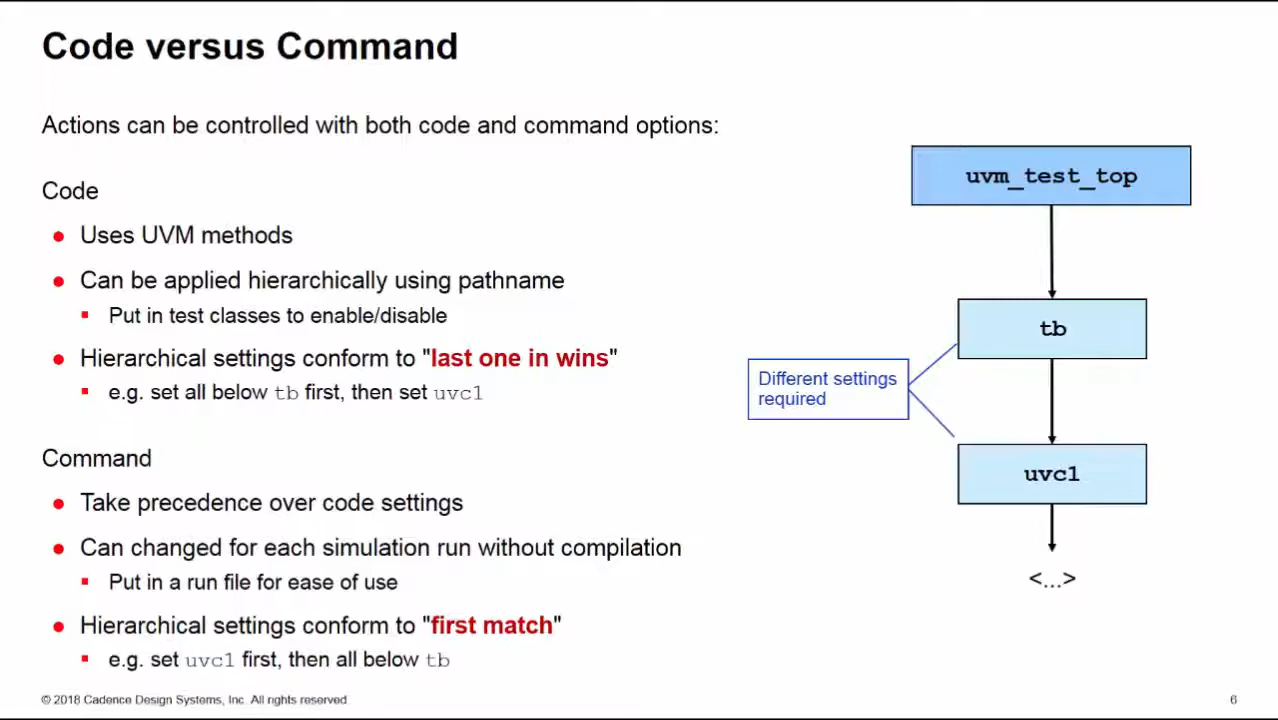 Code versus Command
Actions can be controlled with both code and command options:
Code
● Uses UVM methods
● Can be applied hierarchically using pathname
▪ Put in test classes to enable/disable
● Hierarchical settings conform to "last one in wins"
▪ e.g. set all below tb first, then set uvc1
Command
● Take precedence over code settings
● Can changed for each simulation run without compilation
▪ Put in a run file for ease of use
● Hierarchical settings conform to "first match"
▪ e.g. set uvc1 first, then all below tb
uvm_test_top
tb
Different settings
required
uvc1
<...>
© 2018 Cadence Design Systems, Inc. All rights reserved
6